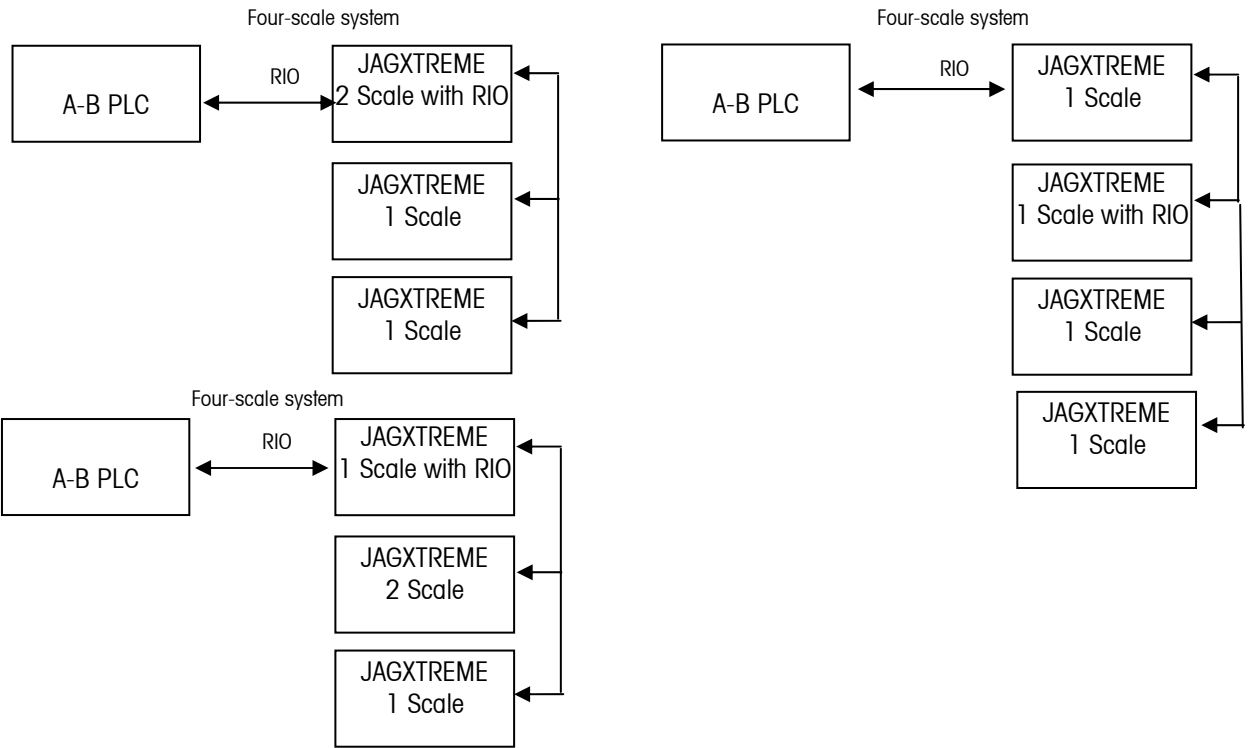 Four-scale system
A-B PLC
RIO
JAGXTREME
2 Scale with RIO
JAGXTREME
1 Scale
JAGXTREME
1 Scale
Four-scale system
A-B PLC
RIO
JAGXTREME
1 Scale
JAGXTREME
1 Scale with RIO
JAGXTREME
1 Scale
JAGXTREME
1 Scale
Four-scale system
A-B PLC
RIO
JAGXTREME
1 Scale with RIO
JAGXTREME
2 Scale
JAGXTREME
1 Scale